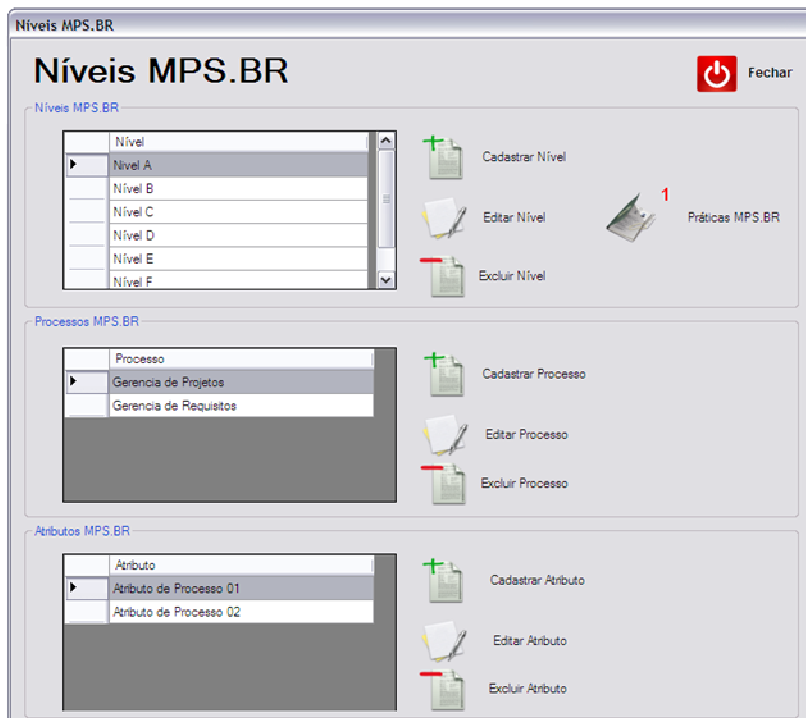 Níveis MPS.BR
Níveis MPS.BR
Fechar
Níveis MPS.BR
Nível
Nivel A
Nível B
Nível C
Nível D
Nível E
Nível F
Cadastrar Nível
Editar Nível
Excluir Nível
1
Práticas MPS.BR
Processos MPS.BR
Processo
Gerencia de Projetos
Gerencia de Requisitos
Cadastrar Processo
Editar Processo
Excluir Processo
Atributos MPS.BR
Atributo
Atributo de Processo 01
Atributo de Processo 02
Cadastrar Atributo
Editar Atributo
Excluir Atributo